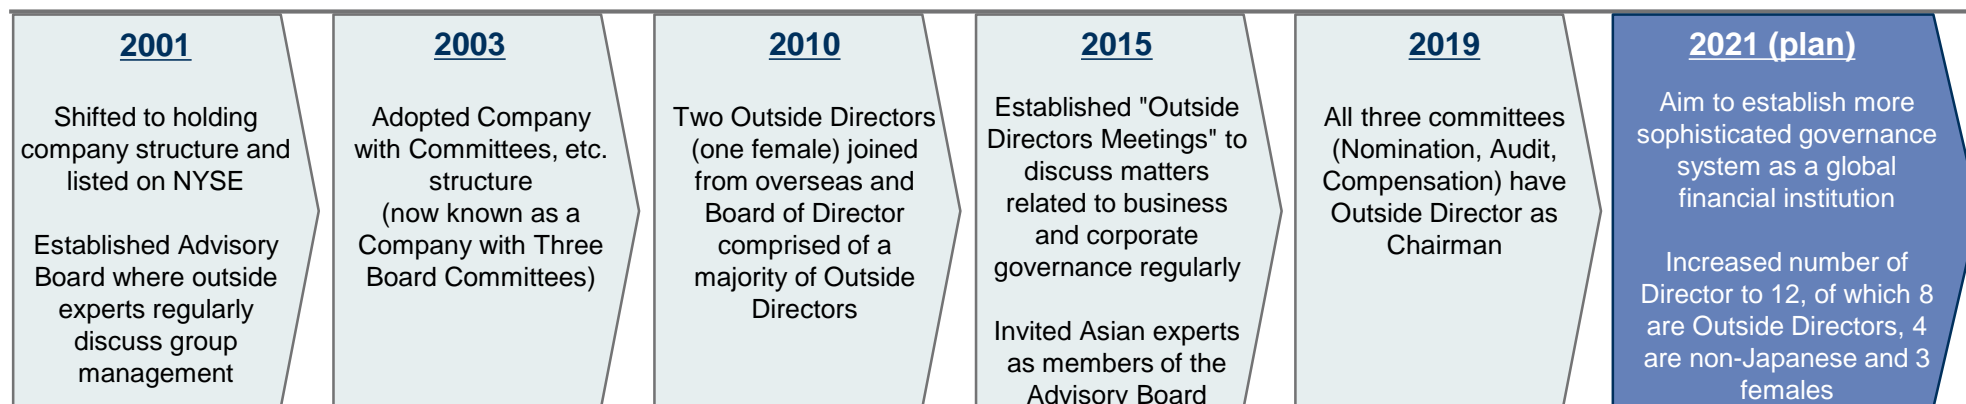 2001
Shifted to holding
company structure and
listed on NYSE
Established Advisory
Board where outside
experts regularly
discuss group
management
2003
Adopted Company
with Committees, etc.
structure
(now known as a
Company with Three
Board Committees)
2010
Two Outside Directors
(one female) joined
from overseas and
Board of Director
comprised of a
majority of Outside
Directors
2015
Established "Outside
Directors Meetings" to
discuss matters
related to business
and corporate
governance regularly
Invited Asian experts
as members of the
Advisory Board
2019
All three committees
(Nomination, Audit,
Compensation) have
Outside Director as
Chairman
2021 (plan)
Aim to establish more
sophisticated governance
system as a global
financial institution
Increased number of
Director to 12, of which 8
are Outside Directors, 4
are non-Japanese and 3
females